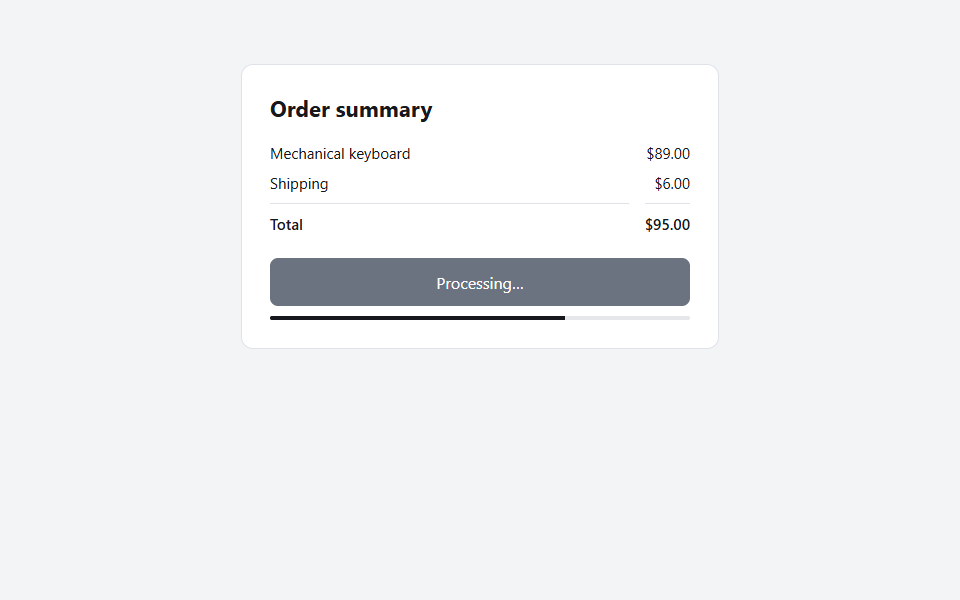 Order summary
Mechanical keyboard $89.00
Shipping $6.00
Total $95.00
Processing...